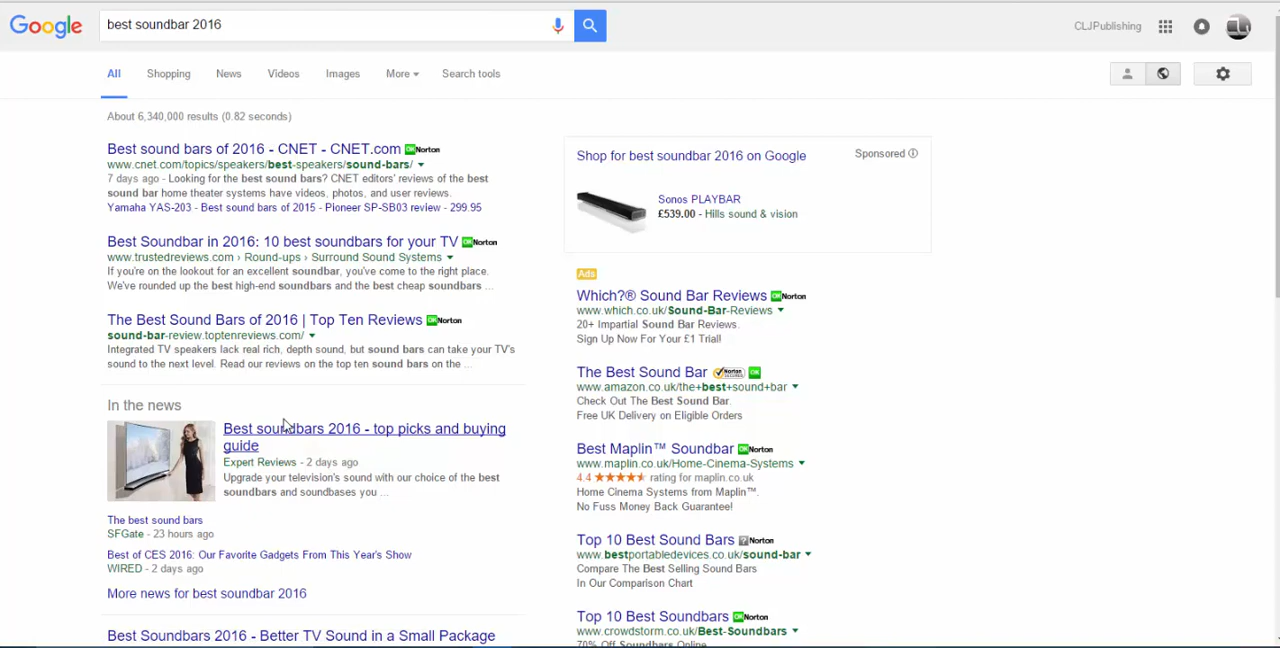 Google
best soundbar 2016
CLJPublishing
All Shopping News Videos Images More Search tools
About 6,340,000 results (0.82 seconds)
Best sound bars of 2016 - CNET - CNET.com OK Norton
www.cnet.com/topics/speakers/best-speakers/sound-bars/
7 days ago - Looking for the best sound bars? CNET editors' reviews of the best
sound bar home theater systems have videos, photos, and user reviews.
Yamaha YAS-203 - Best sound bars of 2015 - Pioneer SP-SB03 review - 299.95
Best Soundbar in 2016: 10 best soundbars for your TV OK Norton
www.trustedreviews.com › Round-ups › Surround Sound Systems
If you're on the lookout for an excellent soundbar, you've come to the right place.
We've rounded up the best high-end soundbars and the best cheap soundbars ...
The Best Sound Bars of 2016 | Top Ten Reviews OK Norton
sound-bar-review.toptenreviews.com/
Integrated TV speakers lack real rich, depth sound, but sound bars can take your TV's
sound to the next level. Read our reviews on the top ten sound bars on the ...
In the news
Best soundbars 2016 - top picks and buying
guide
Expert Reviews - 2 days ago
Upgrade your television's sound with our choice of the best
soundbars and soundbases you ...
The best sound bars
SFGate - 23 hours ago
Best of CES 2016: Our Favorite Gadgets From This Year's Show
WIRED - 2 days ago
More news for best soundbar 2016
Best Soundbars 2016 - Better TV Sound in a Small Package
Shop for best soundbar 2016 on Google Sponsored
Sonos PLAYBAR
£539.00 - Hills sound & vision
Ads
Which?® Sound Bar Reviews OK Norton
www.which.co.uk/Sound-Bar-Reviews
20+ Impartial Sound Bar Reviews.
Sign Up Now For Your £1 Trial!
The Best Sound Bar Norton OK
www.amazon.co.uk/the+best+sound+bar
Check Out The Best Sound Bar.
Free UK Delivery on Eligible Orders
Best Maplin™ Soundbar OK Norton
www.maplin.co.uk/Home-Cinema-Systems
4.4 rating for maplin.co.uk
Home Cinema Systems from Maplin™.
No Fuss Money Back Guarantee!
Top 10 Best Sound Bars ? Norton
www.bestportabledevices.co.uk/sound-bar
Compare The Best Selling Sound Bars
In Our Comparison Chart
Top 10 Best Soundbars OK Norton
www.crowdstorm.co.uk/Best-Soundbars
70% Off Soundbars Online